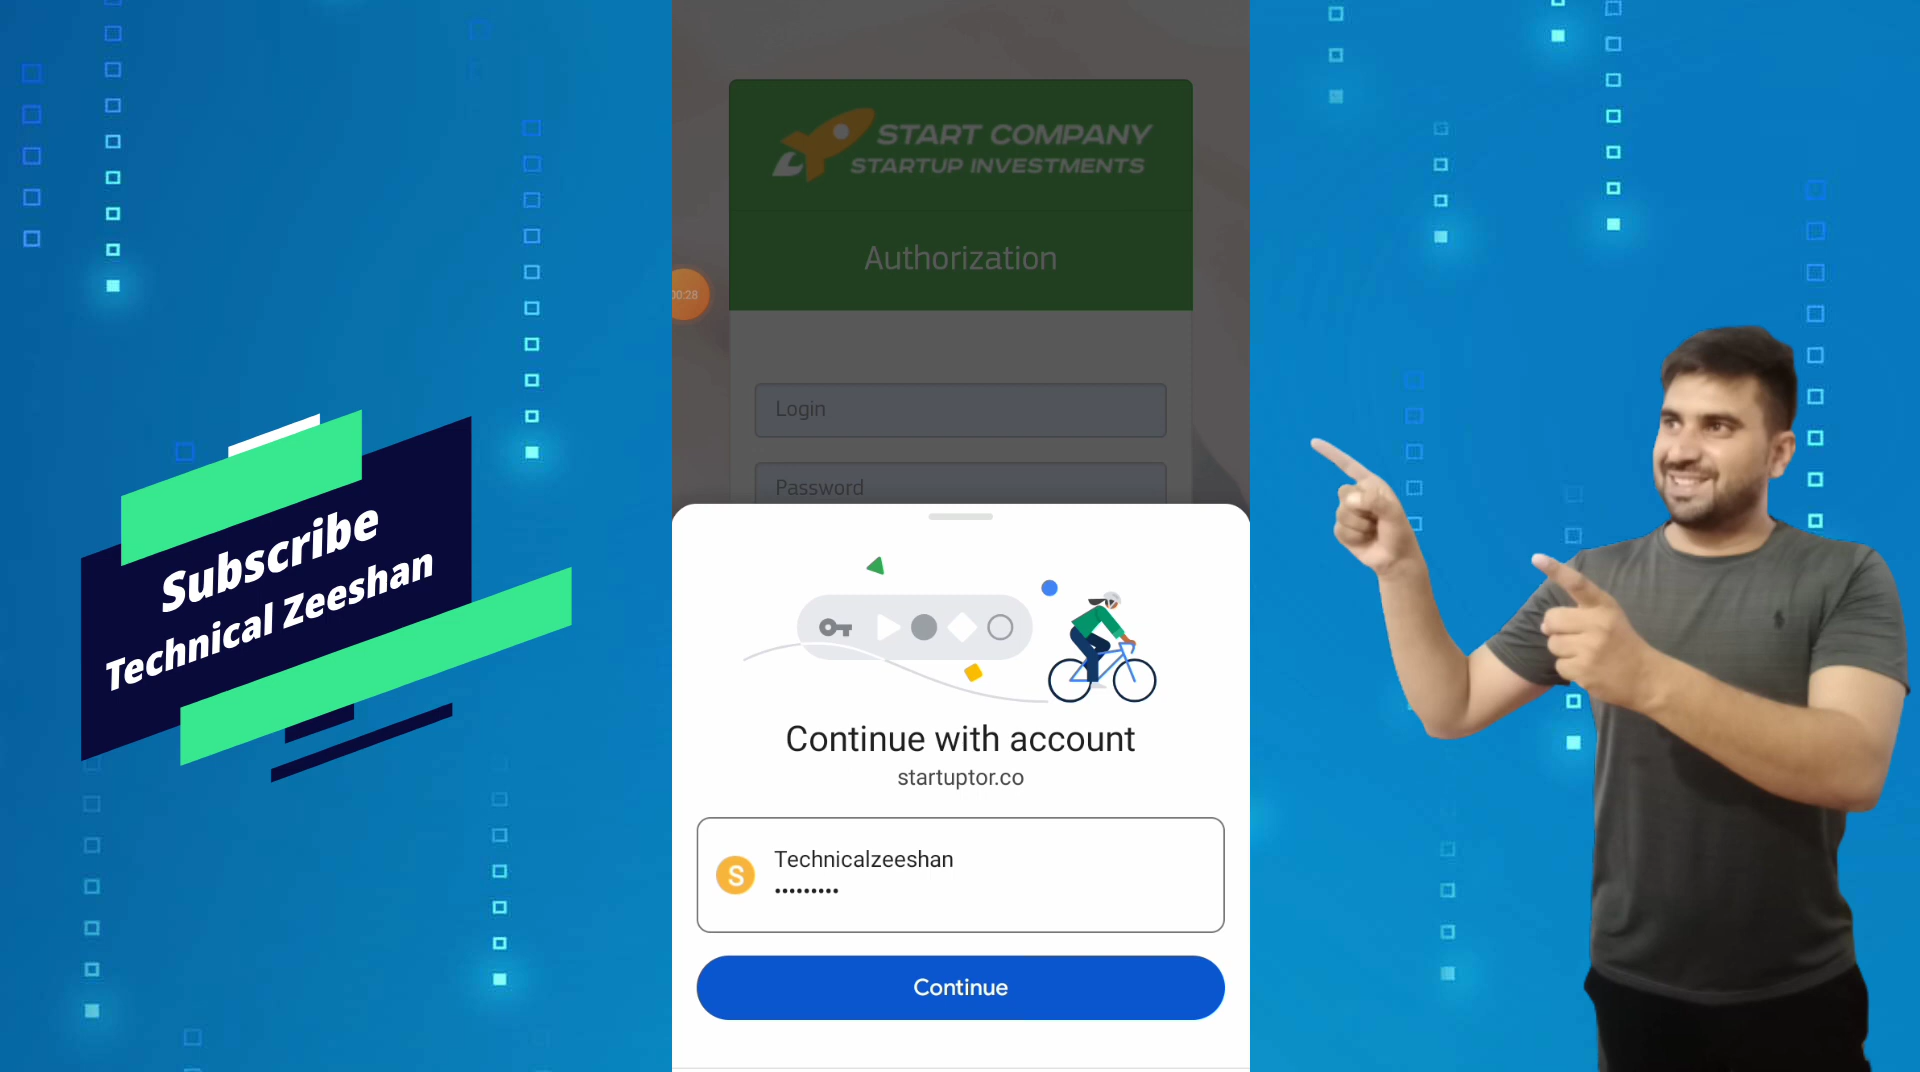 START COMPANY
STARTUP INVESTMENTS
Authorization
00:28
Login
Password
Subscribe
Technical Zeeshan
Continue with account
startuptor.co
S
Technicalzeeshan
•••••••••
Continue